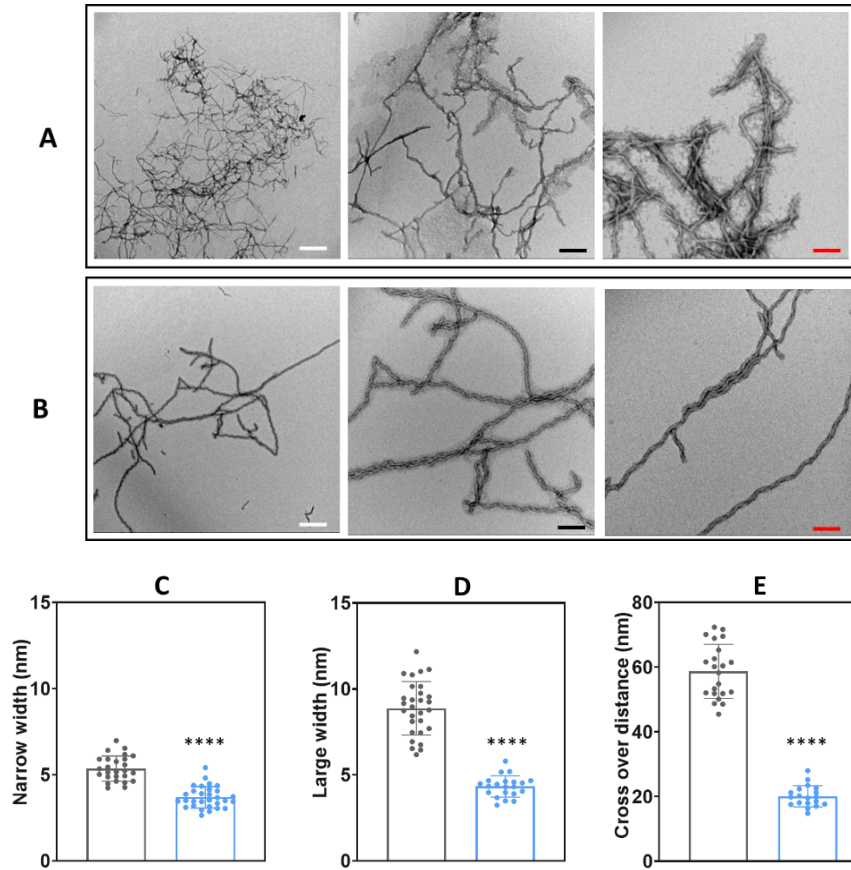 A
B
C
15
10
5
0
Narrow width (nm)
****
D
15
10
5
0
Large width (nm)
****
E
80
60
40
20
0
Cross over distance (nm)
****